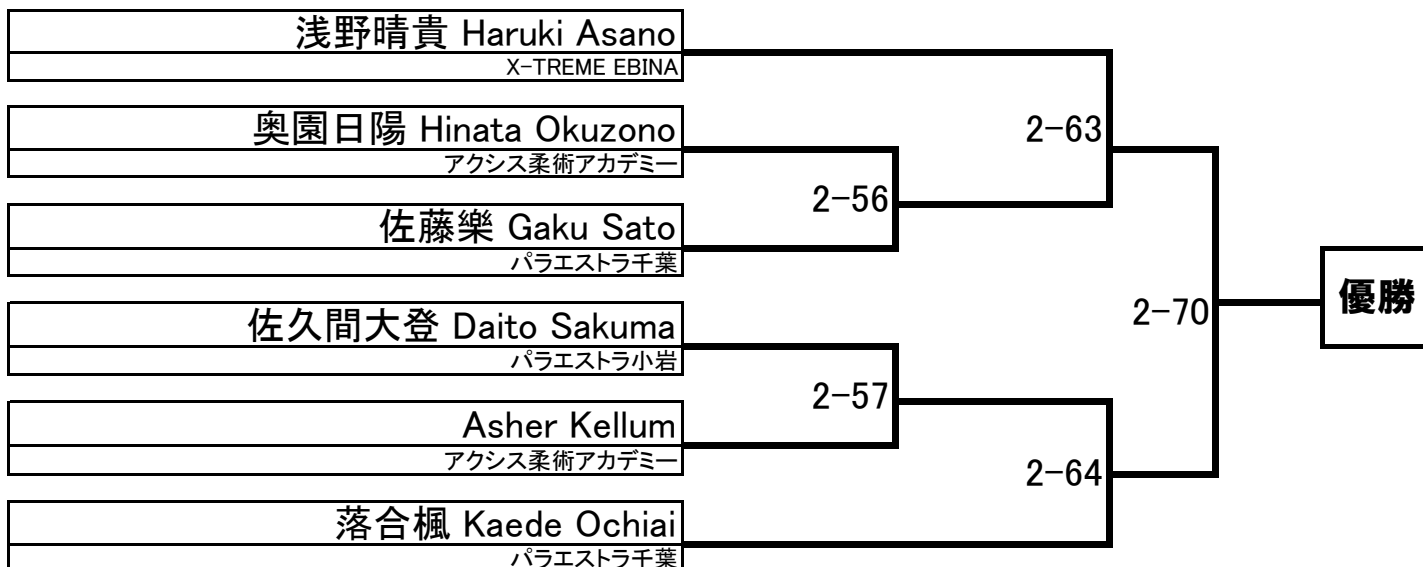 浅野晴貴 Haruki Asano
X-TREME EBINA
奥園日陽 Hinata Okuzono
アクシス柔術アカデミー
佐藤樂 Gaku Sato
パラエストラ千葉
佐久間大登 Daito Sakuma
パラエストラ小岩
Asher Kellum
アクシス柔術アカデミー
落合楓 Kaede Ochiai
パラエストラ千葉
2-56
2-57
2-63
2-64
2-70
優勝